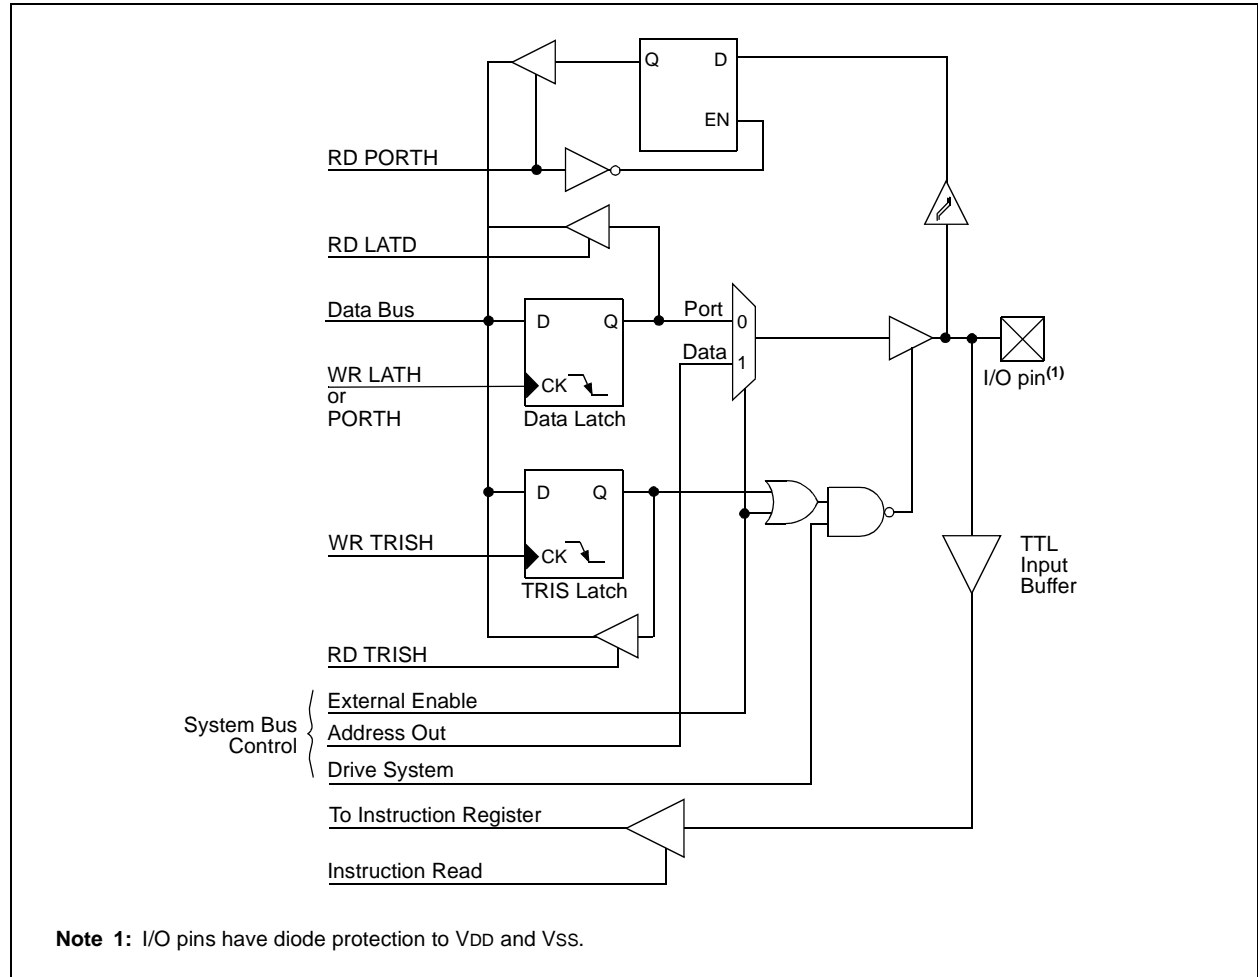 Q D
EN
RD PORTH
RD LATD
Data Bus
D Q
Port
0
Data
1
I/O pin(1)
WR LATH
or
PORTH
CK
Data Latch
D Q
WR TRISH
CK
TRIS Latch
TTL
Input
Buffer
RD TRISH
System Bus
Control
External Enable
Address Out
Drive System
To Instruction Register
Instruction Read
Note 1: I/O pins have diode protection to VDD and VSS.